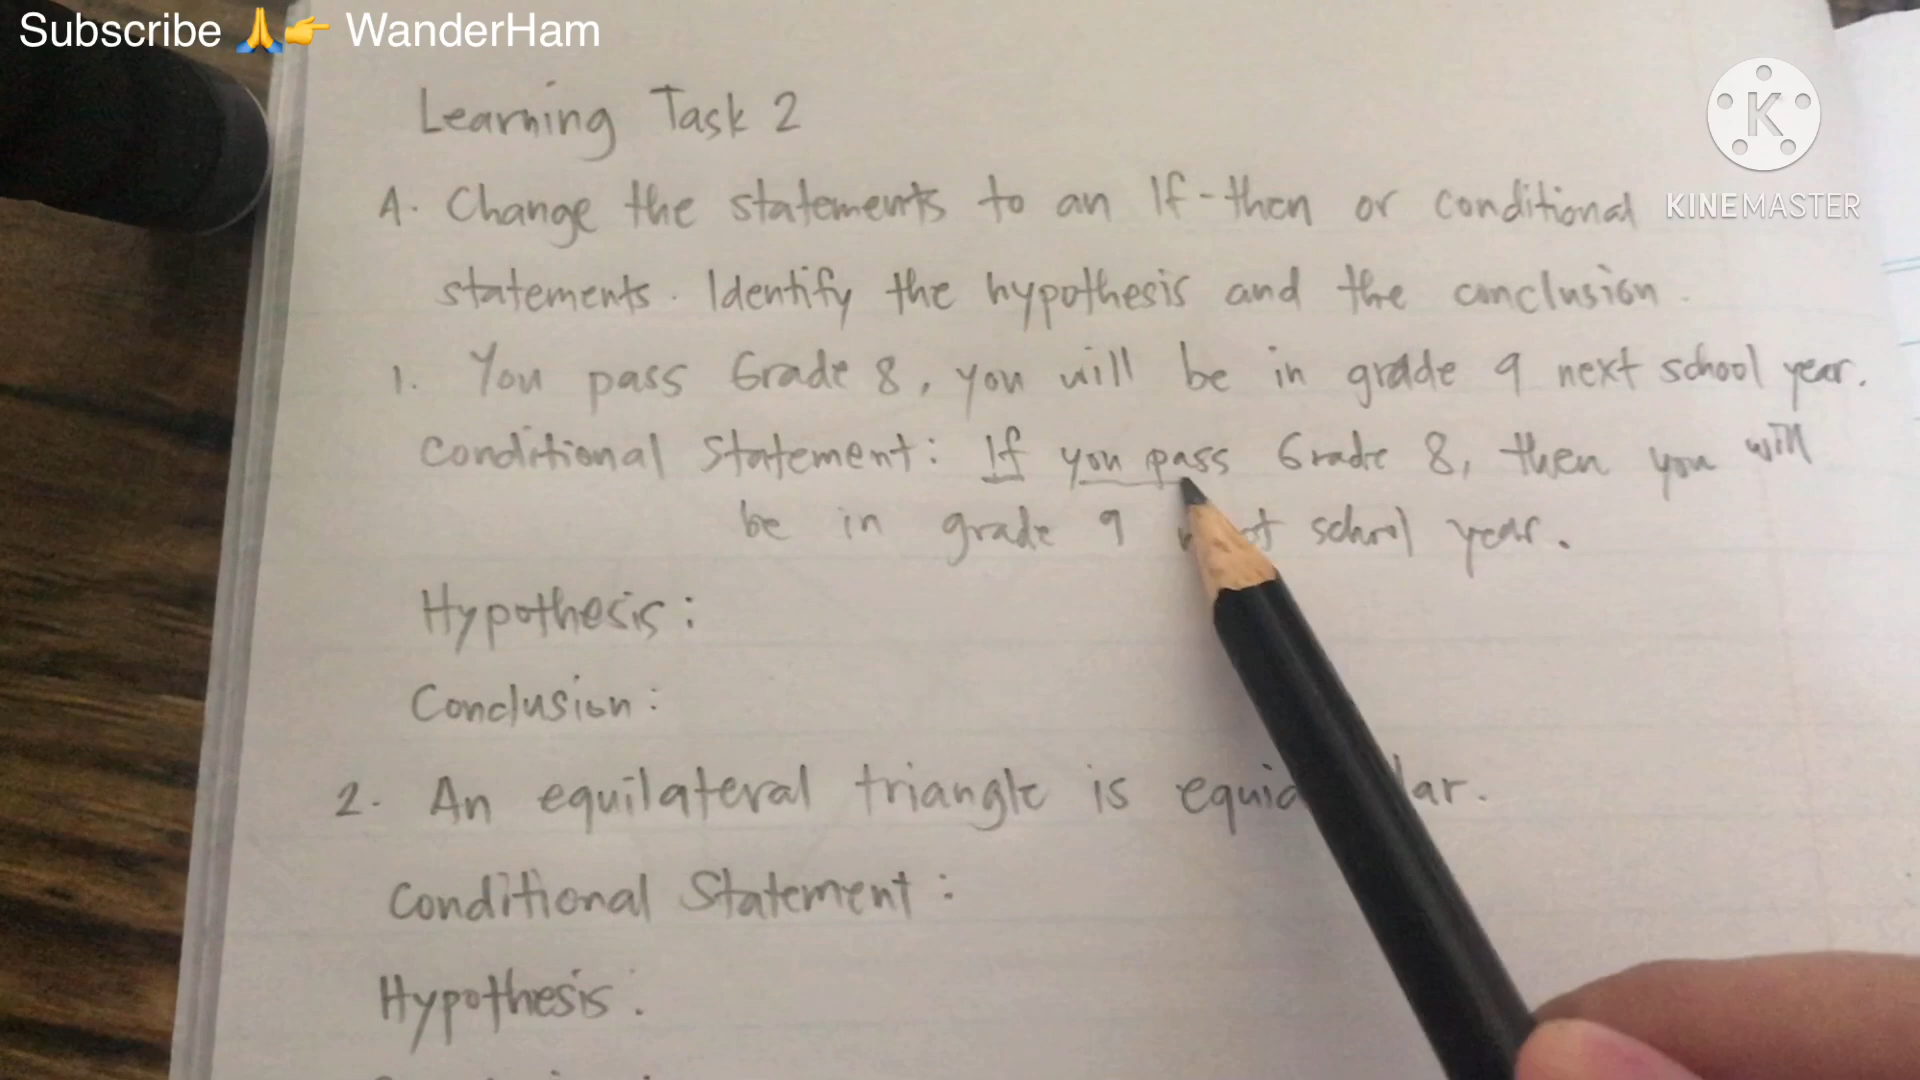 Subscribe 🙏👉 WanderHam
K
KINEMASTER
Learning Task 2
A. Change the statements to an If-then or conditional
statements. Identify the hypothesis and the conclusion.
1. You pass Grade 8, you will be in grade 9 next school year.
Conditional Statement: If you pass Grade 8, then you will
be in grade 9 school year.
Hypothesis:
Conclusion:
2. An equilateral triangle is
Conditional Statement:
Hypothesis: